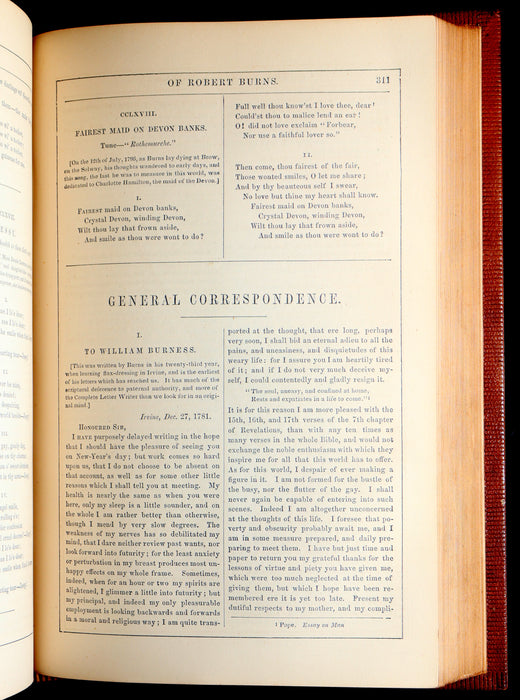 OF ROBERT BURNS. 311
CCLXVIII.
FAIREST MAID ON DEVON BANKS.
Tune—"Rothemurche."
[On the 12th of July, 1796, as Burns lay dying at Brow,
on the Solway, his thoughts wandered to early days, and
this song, the last he was to measure in this world, was
dedicated to Charlotte Hamilton, the maid of the Devon.]
I.
FAIREST maid on Devon banks,
Crystal Devon, winding Devon,
Wilt thou lay that frown aside,
And smile as thou were wont to do?
Full well thou know'st I love thee, dear!
Could'st thou to malice lend an ear!
O! did not love exclaim "Forbear,
Nor use a faithful lover so."
II.
Then come, thou fairest of the fair,
Those wonted smiles, O let me share;
And by thy beauteous self I swear,
No love but thine my heart shall know.
Fairest maid on Devon banks,
Crystal Devon, winding Devon,
Wilt thou lay that frown aside,
And smile as thou were wont to do?
GENERAL CORRESPONDENCE.
I.
TO WILLIAM BURNESS.
[This was written by Burns in his twenty-third year,
when learning flax-dressing in Irvine, and is the earliest
of his letters which has reached us. It has much of the
scriptural deference to paternal authority, and more of
the Complete Letter Writer than we look for in an origi-
nal mind.]
Irvine, Dec. 27, 1781.
HONORED SIR,
I HAVE purposely delayed writing in the hope
that I should have the pleasure of seeing you
on New-Year's day; but work comes so hard
upon us, that I do not choose to be absent on
that account, as well as for some other little
reasons which I shall tell you at meeting. My
health is nearly the same as when you were
here, only my sleep is a little sounder, and on
the whole I am rather better than otherwise,
though I mend by very slow degrees. The
weakness of my nerves has so debilitated my
mind, that I dare neither review past wants, nor
look forward into futurity; for the least anxiety
or perturbation in my breast produces most un-
happy effects on my whole frame. Sometimes,
indeed, when for an hour or two my spirits are
alightened, I glimmer a little into futurity; but
my principal, and indeed my only pleasurable
employment is looking backwards and forwards
in a moral and religious way; I am quite trans-
ported at the thought, that ere long, perhaps
very soon, I shall bid an eternal adieu to all the
pains, and uneasiness, and disquietudes of this
weary life: for I assure you I am heartily tired
of it; and if I do not very much deceive my-
self, I could contentedly and gladly resign it.
"The soul, uneasy, and confined at home,
Rests and expatiates in a life to come."¹
It is for this reason I am more pleased with the
15th, 16th, and 17th verses of the 7th chapter
of Revelations, than with any ten times as
many verses in the whole Bible, and would not
exchange the noble enthusiasm with which they
inspire me for all that this world has to offer.
As for this world, I despair of ever making a
figure in it. I am not formed for the bustle of
the busy, nor the flutter of the gay. I shall
never again be capable of entering into such
scenes. Indeed I am altogether unconcerned
at the thoughts of this life. I foresee that po-
verty and obscurity probably await me, and I
am in some measure prepared, and daily pre-
paring to meet them. I have but just time and
paper to return you my grateful thanks for the
lessons of virtue and piety you have given me,
which were too much neglected at the time of
giving them, but which I hope have been re-
membered ere it is yet too late. Present my
dutiful respects to my mother, and my compli-
¹ Pope. Essay on Man